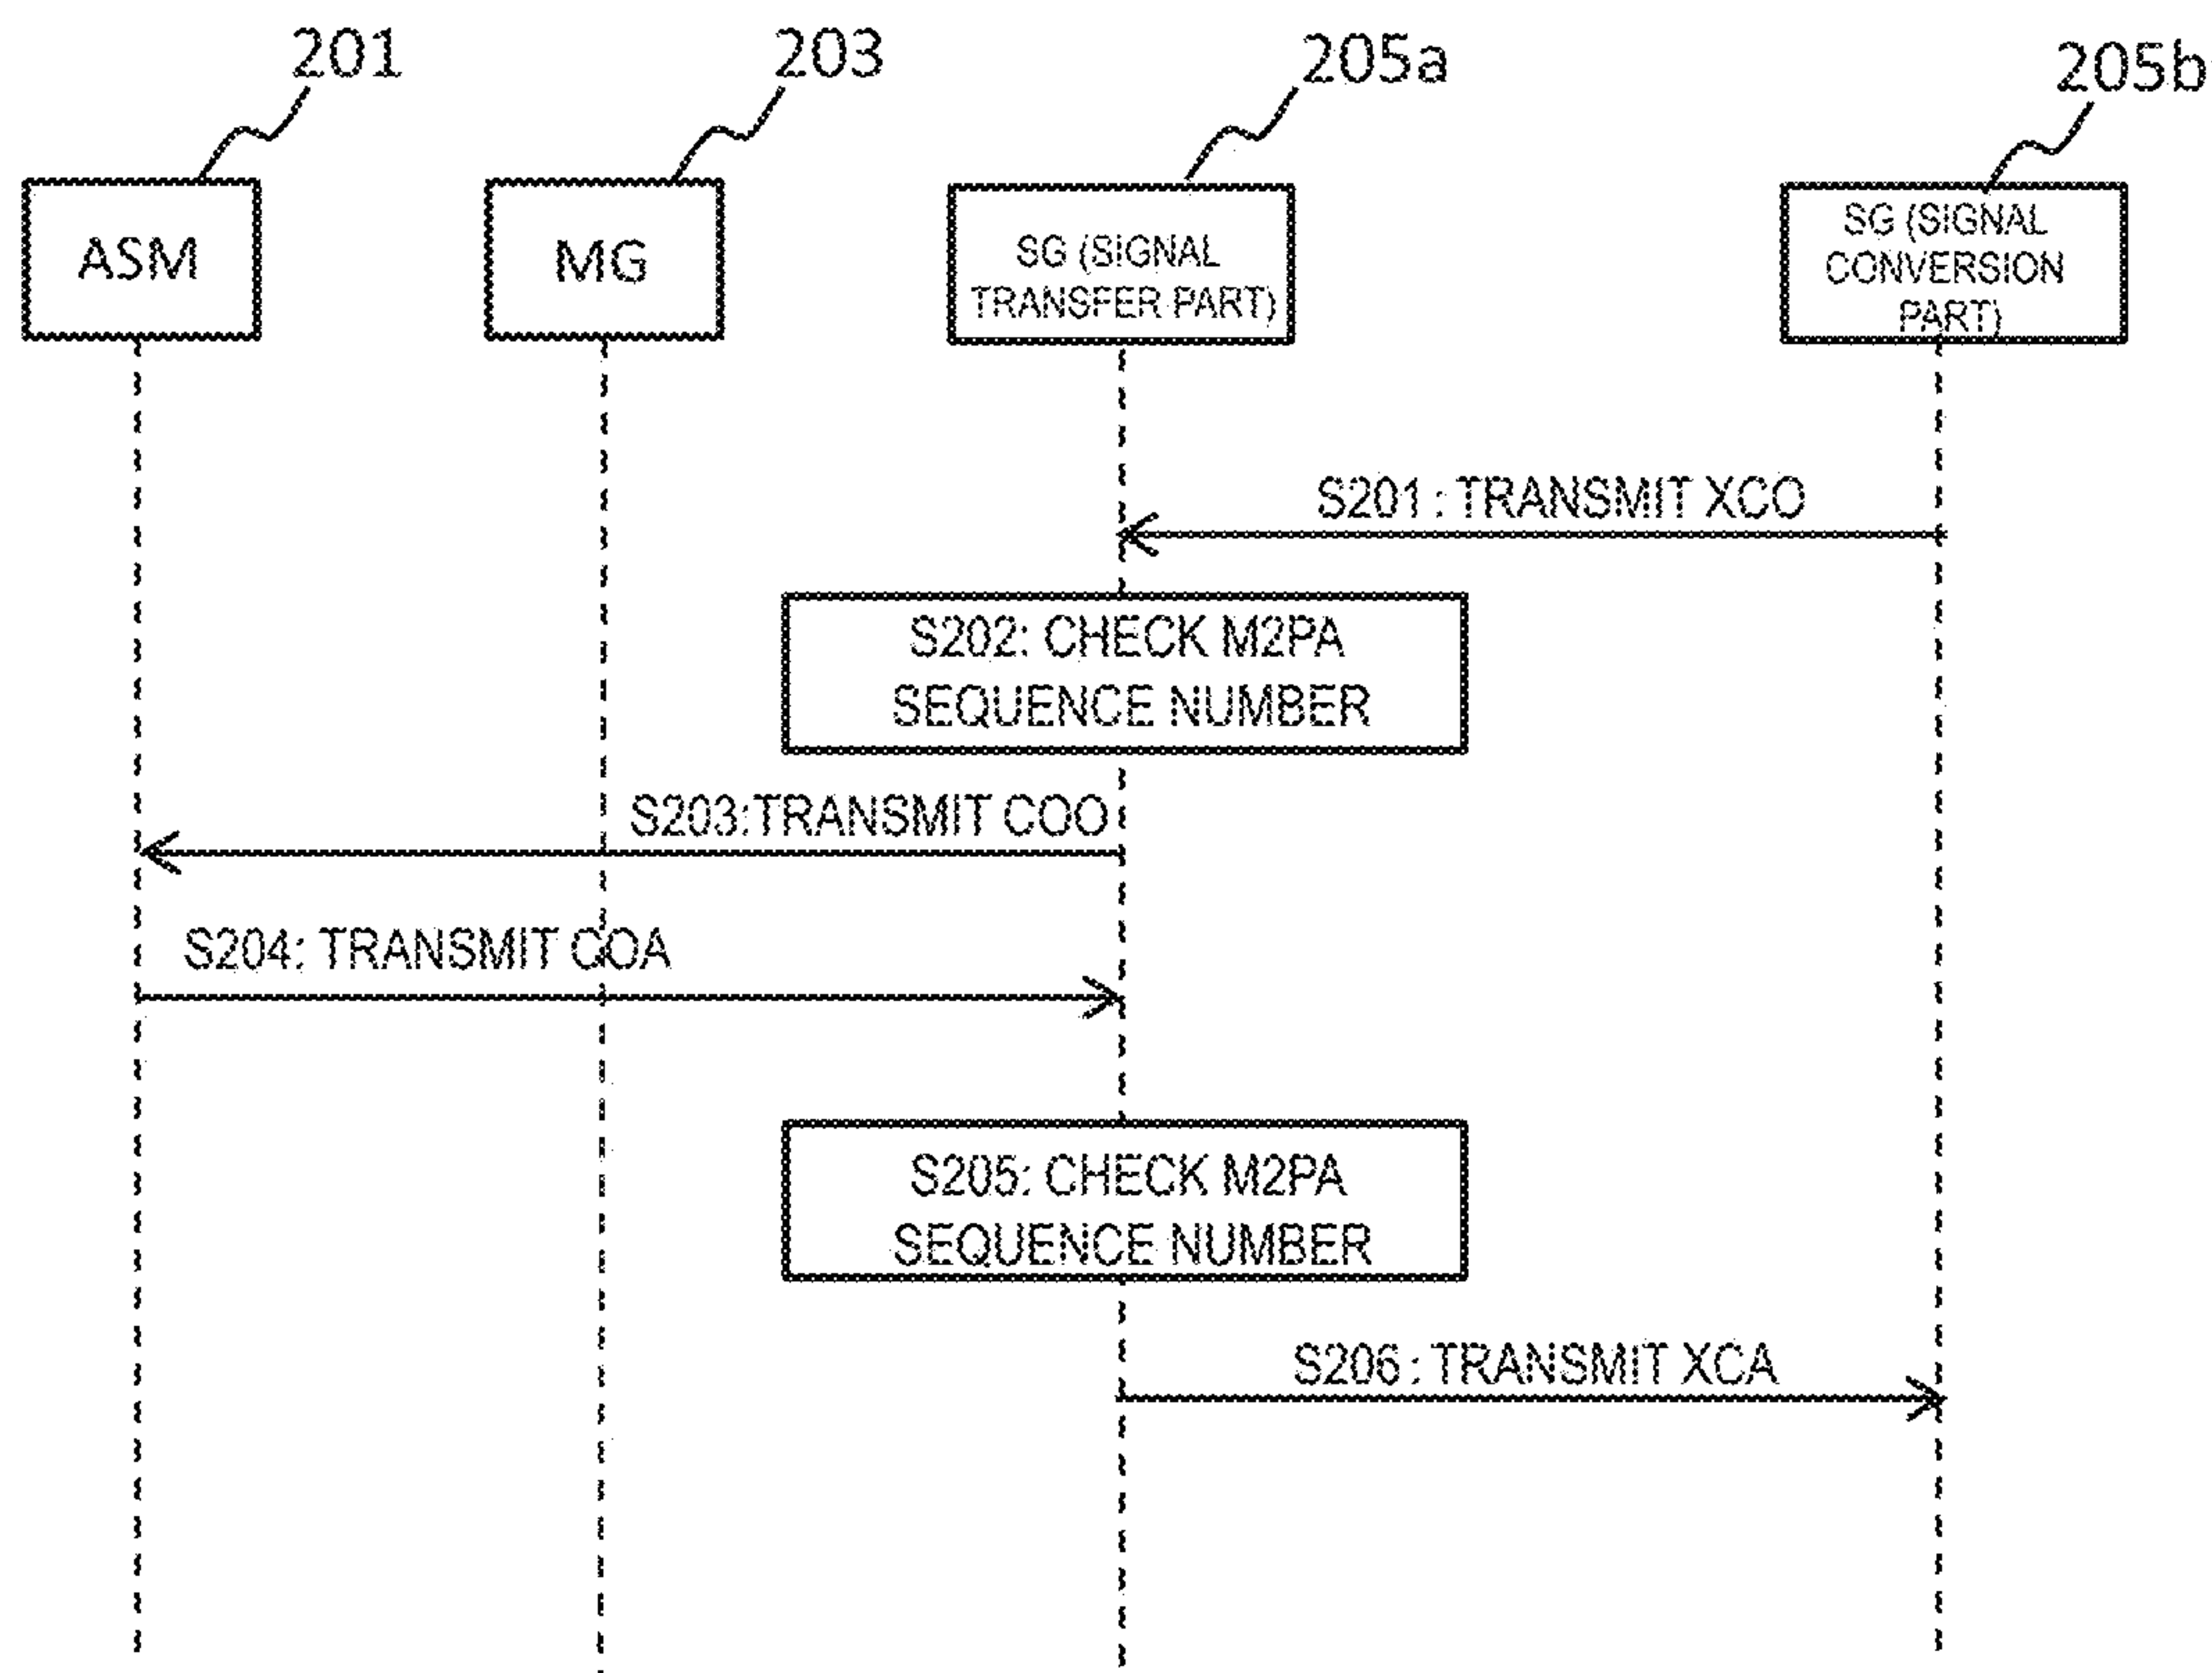 201
203
205a
205b
ASM
MG
SG (SIGNAL
TRANSFER PART)
SG (SIGNAL
CONVERSION
PART)
S201 : TRANSMIT XCO
S202: CHECK M2PA
SEQUENCE NUMBER
S203:TRANSMIT COO
S204: TRANSMIT COA
S205: CHECK M2PA
SEQUENCE NUMBER
S206 : TRANSMIT XCA